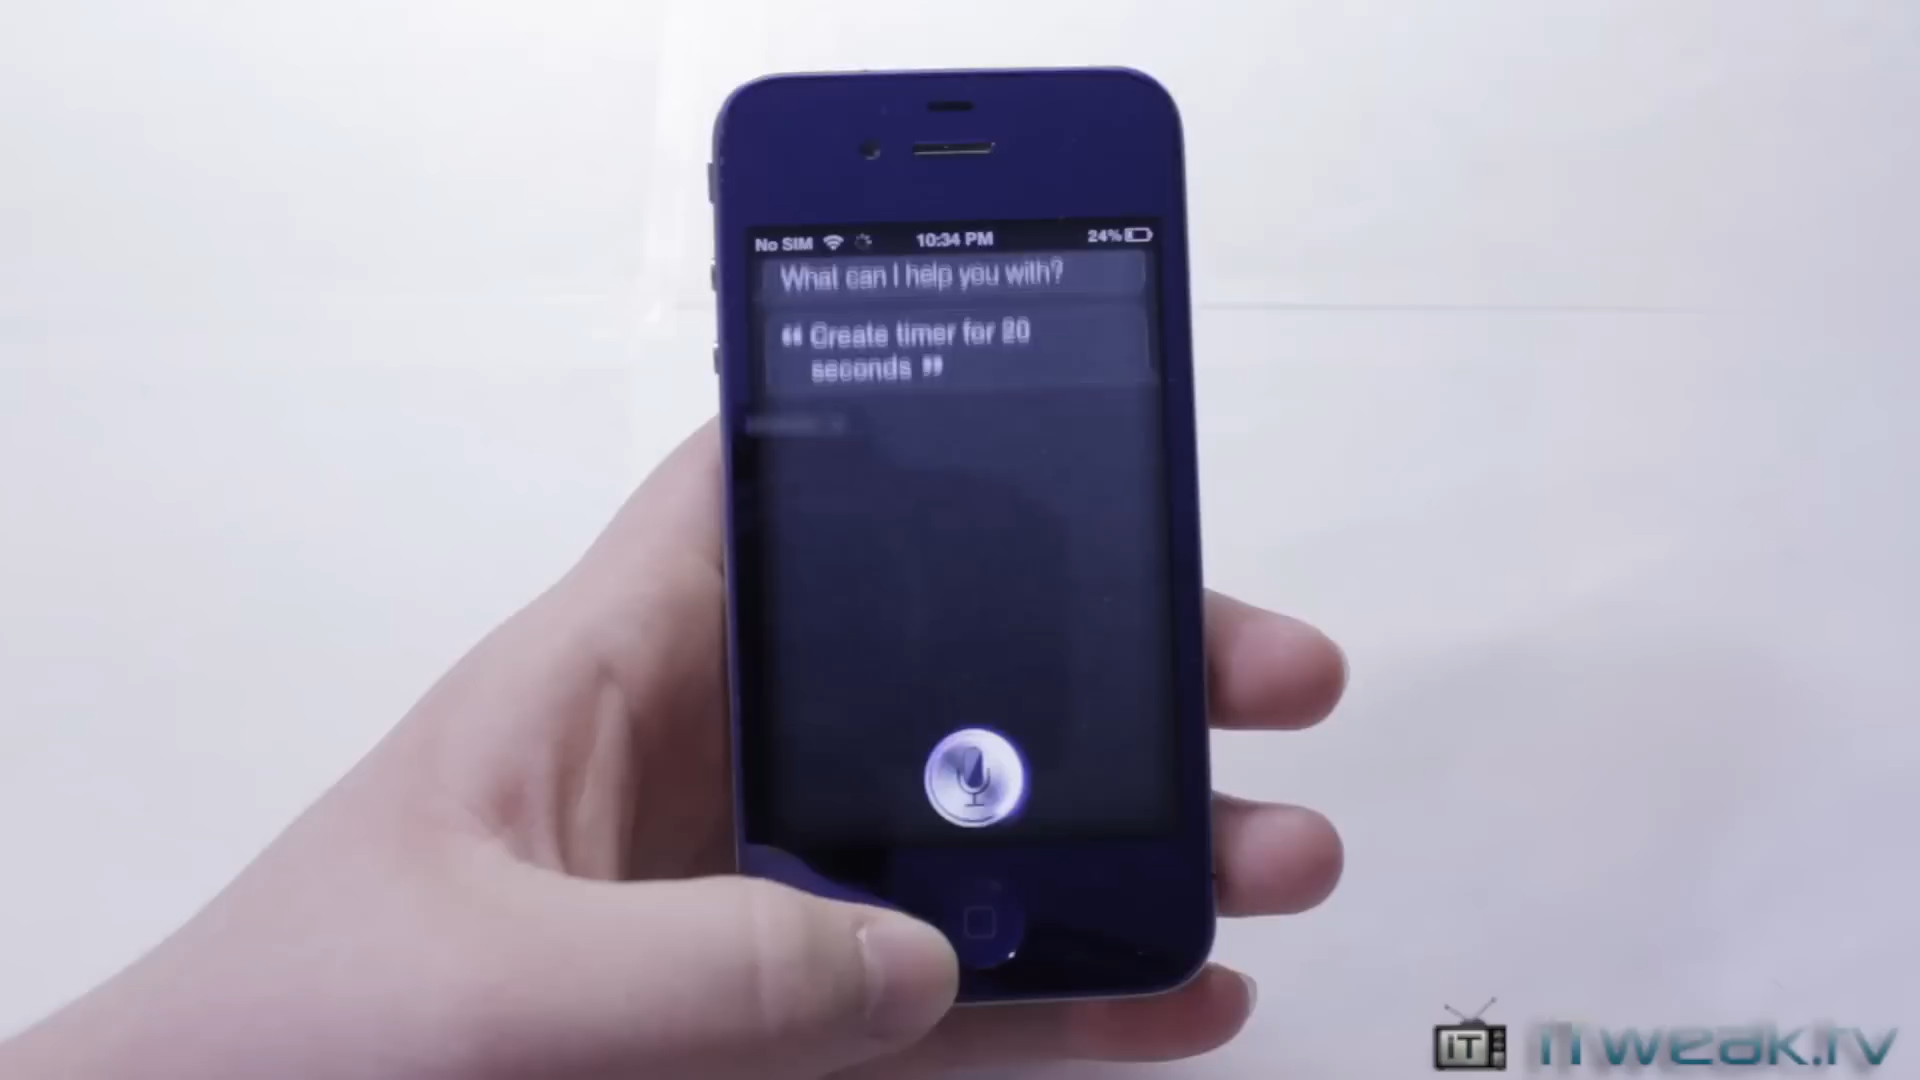 No SIM 10:34 PM 24%
What can I help you with?
“ Create timer for 20
seconds ”
iT iTweak.tv